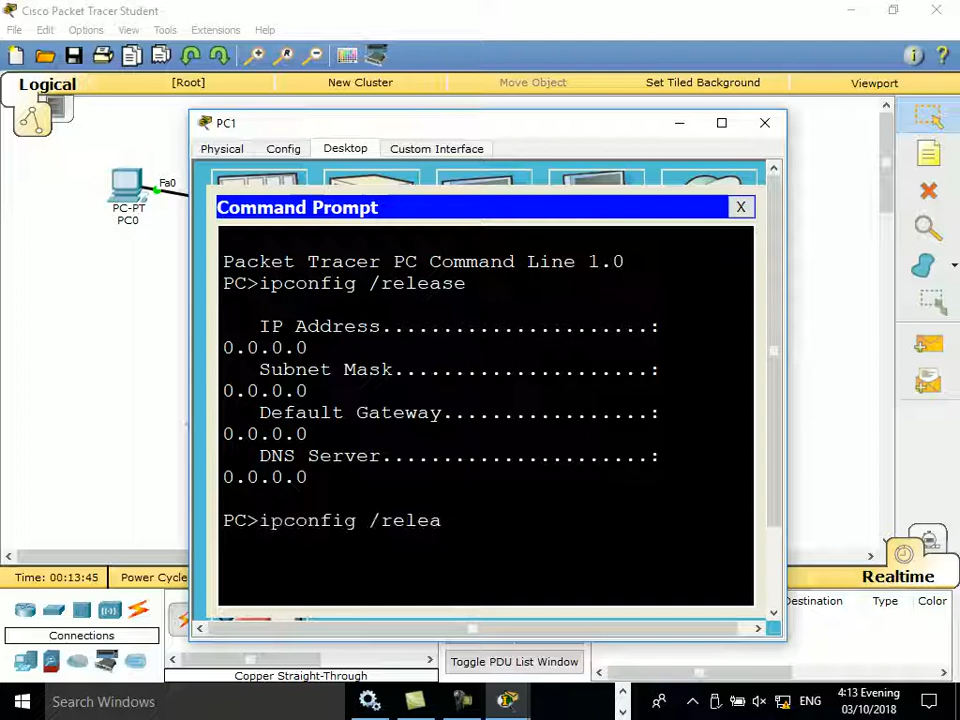 Cisco Packet Tracer Student
File Edit Options View Tools Extensions Help
Logical [Root] New Cluster Move Object Set Tiled Background Viewport
PC1
Physical Config Desktop Custom Interface
Fa0
PC-PT
PC0
Command Prompt X
Packet Tracer PC Command Line 1.0
PC>ipconfig /release
IP Address......................:
0.0.0.0
Subnet Mask.....................:
0.0.0.0
Default Gateway.................:
0.0.0.0
DNS Server......................:
0.0.0.0
PC>ipconfig /relea
Time: 00:13:45 Power Cycle
Realtime
Destination Type Color
Connections
Toggle PDU List Window
Copper Straight-Through
Search Windows
ENG
4:13 Evening
03/10/2018